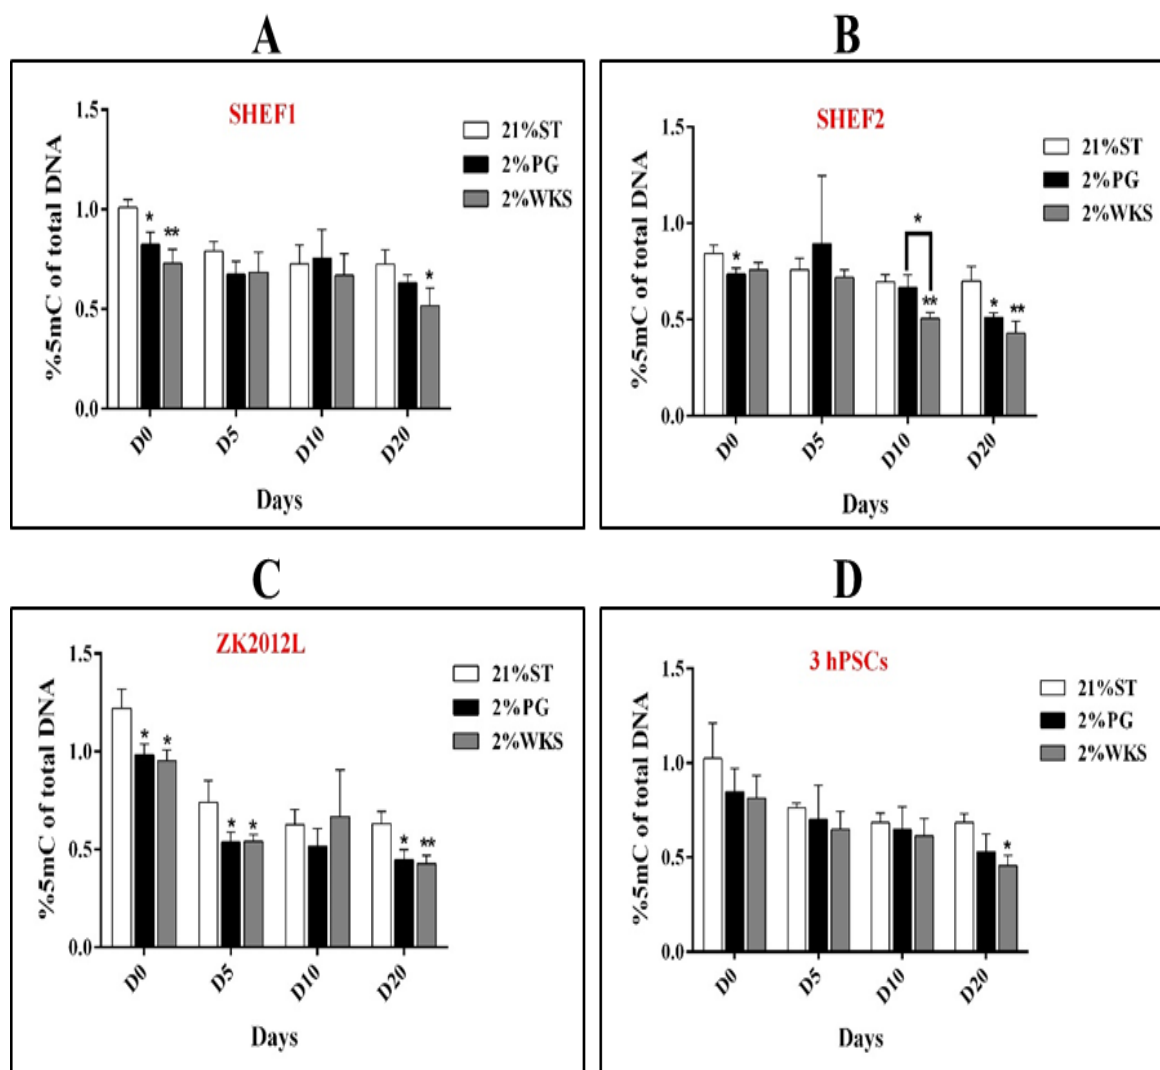 A
SHEF1
21%ST
2%PG
2%WKS
%5mC of total DNA
1.5
1.0
0.5
0.0
*
**
*
D0
D5
D10
D20
Days
B
SHEF2
21%ST
2%PG
2%WKS
%5mC of total DNA
1.5
1.0
0.5
0.0
*
*
**
*
**
D0
D5
D10
D20
Days
C
ZK2012L
21%ST
2%PG
2%WKS
%5mC of total DNA
1.5
1.0
0.5
0.0
*
*
*
*
*
**
D0
D5
D10
D20
Days
D
3 hPSCs
21%ST
2%PG
2%WKS
%5mC of total DNA
1.5
1.0
0.5
0.0
*
D0
D5
D10
D20
Days